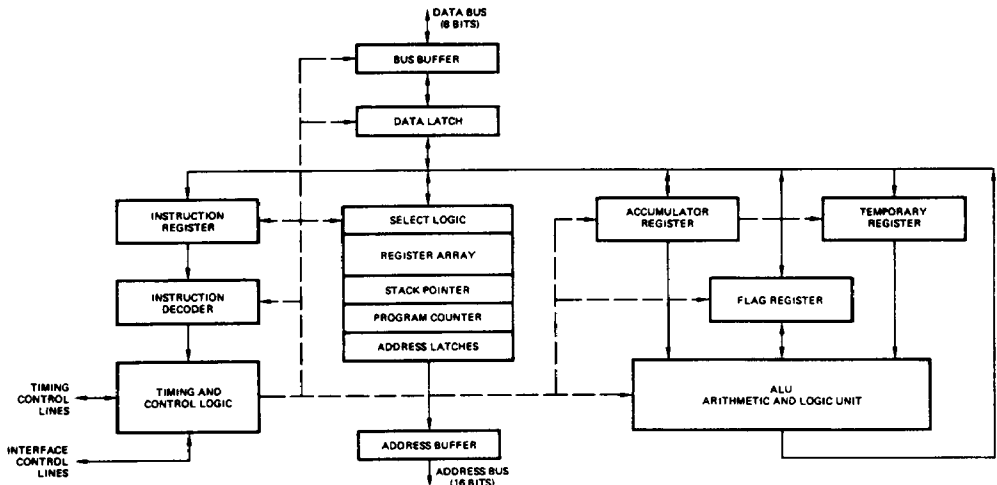 DATA BUS
(8 BITS)
BUS BUFFER
DATA LATCH
INSTRUCTION
REGISTER
SELECT LOGIC
ACCUMULATOR
REGISTER
TEMPORARY
REGISTER
REGISTER ARRAY
INSTRUCTION
DECODER
STACK POINTER
FLAG REGISTER
PROGRAM COUNTER
ADDRESS LATCHES
TIMING
CONTROL
LINES
TIMING AND
CONTROL LOGIC
ALU
ARITHMETIC AND LOGIC UNIT
INTERFACE
CONTROL
LINES
ADDRESS BUFFER
ADDRESS BUS
(16 BITS)